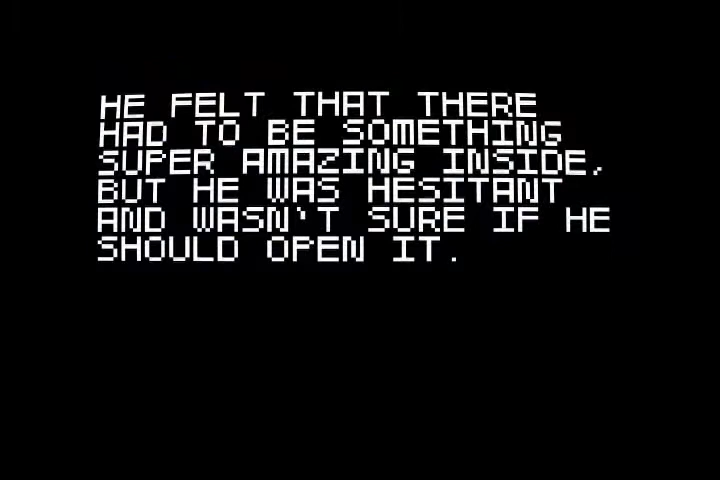 HE FELT THAT THERE
HAD TO BE SOMETHING
SUPER AMAZING INSIDE,
BUT HE WAS HESITANT
AND WASN'T SURE IF HE
SHOULD OPEN IT.